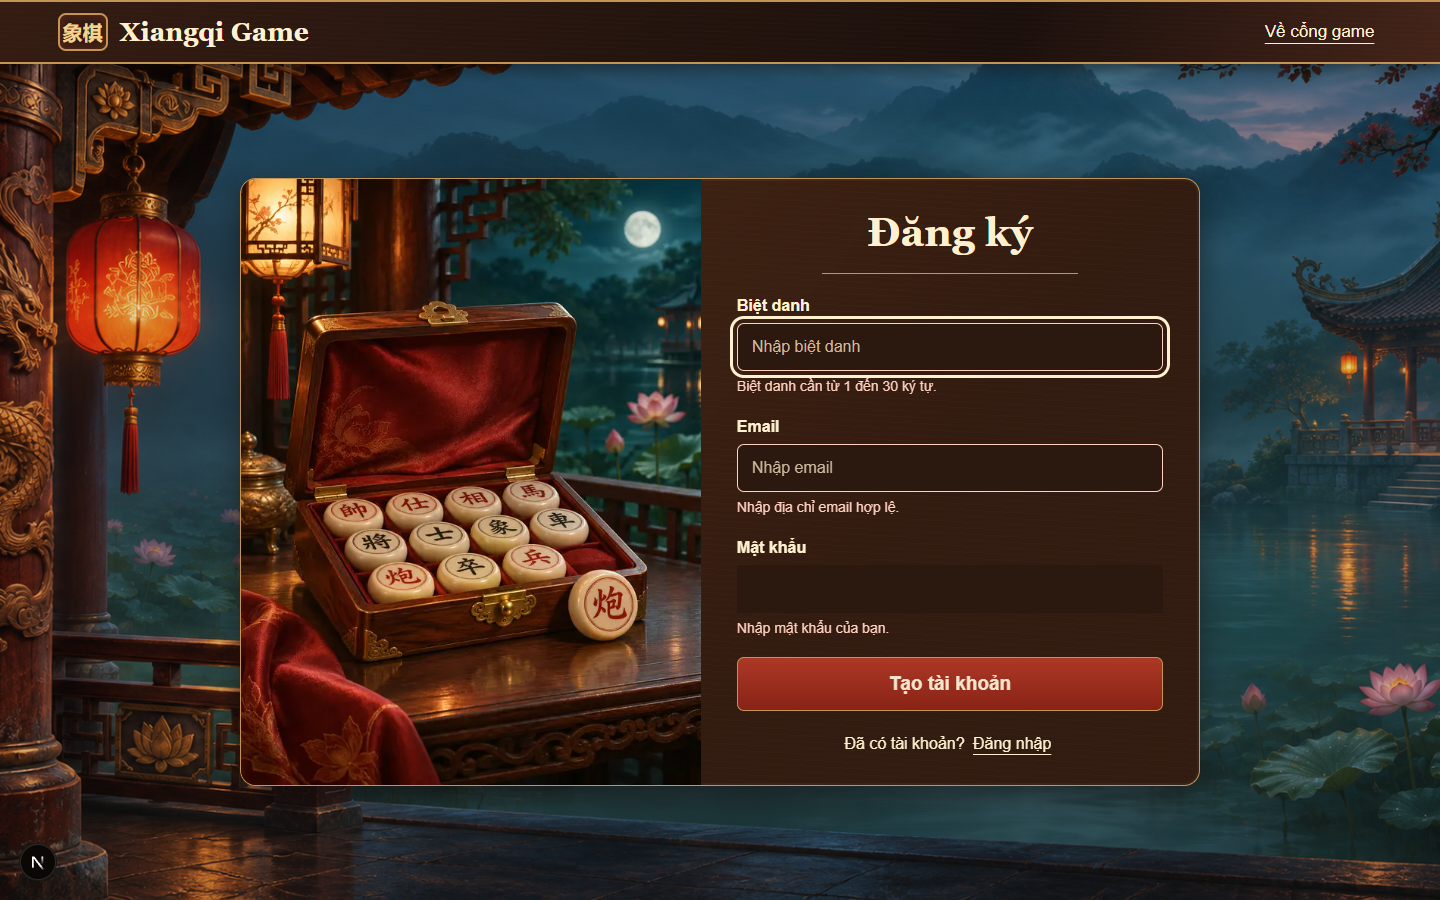 象棋 Xiangqi Game
Về cổng game
帥 仕 相 馬
將 士 象 車
炮 卒 兵
炮
Đăng ký
Biệt danh
Nhập biệt danh
Biệt danh cần từ 1 đến 30 ký tự.
Email
Nhập email
Nhập địa chỉ email hợp lệ.
Mật khẩu
Nhập mật khẩu của bạn.
Tạo tài khoản
Đã có tài khoản? Đăng nhập
N